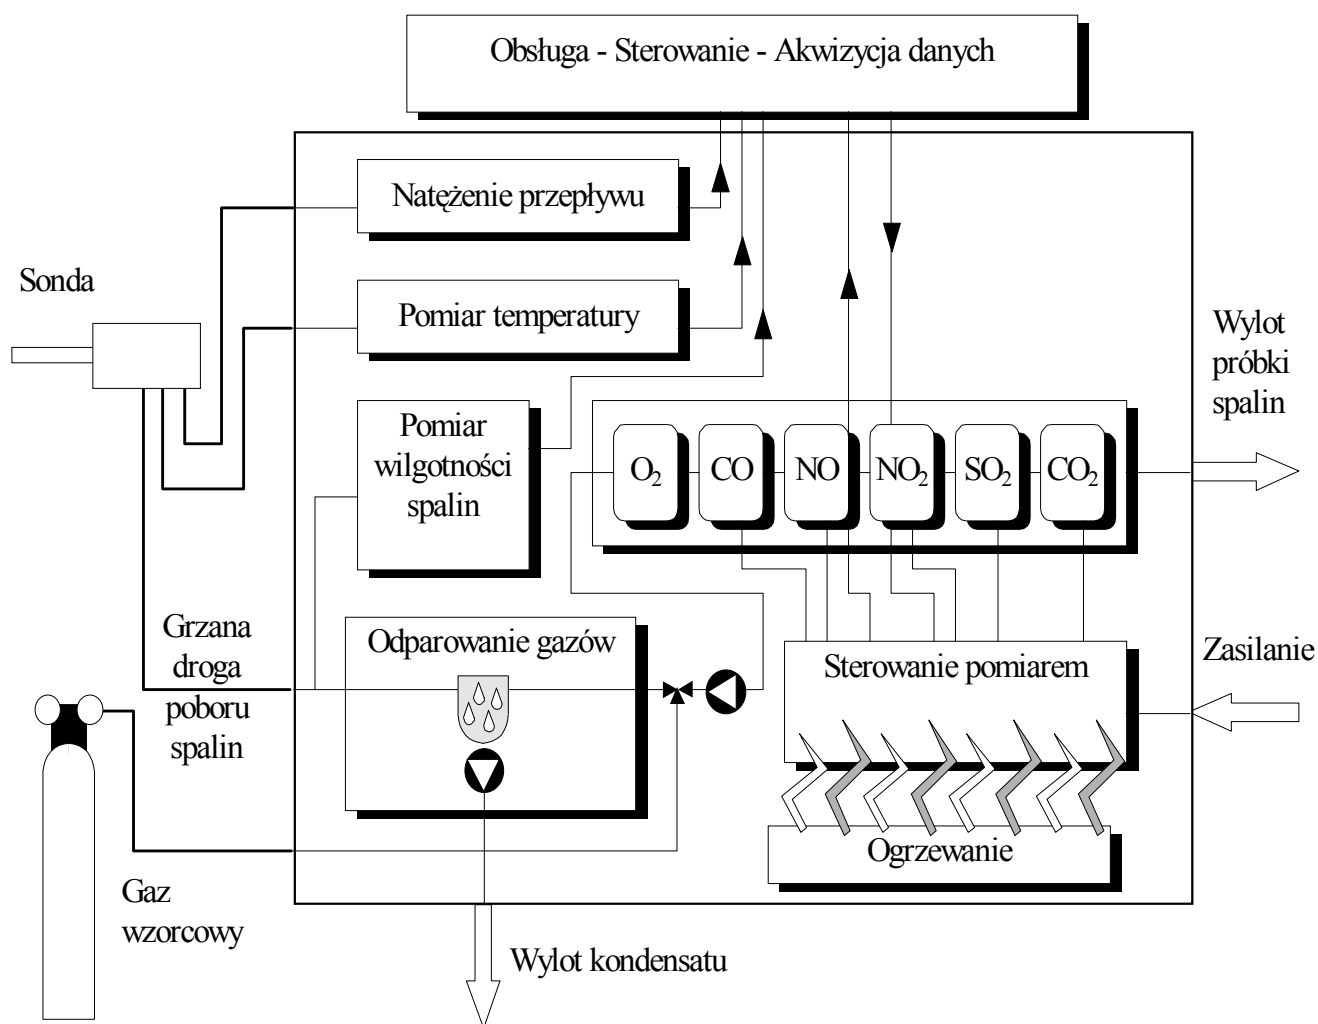 Obsługa - Sterowanie - Akwizycja danych
Natężenie przepływu
Sonda
Pomiar temperatury
Wylot
próbki
spalin
Pomiar
wilgotności
spalin
O₂ CO NO NO₂ SO₂ CO₂
Grzana
droga
poboru
spalin
Odparowanie gazów
Sterowanie pomiarem
Zasilanie
Ogrzewanie
Gaz
wzorcowy
Wylot kondensatu